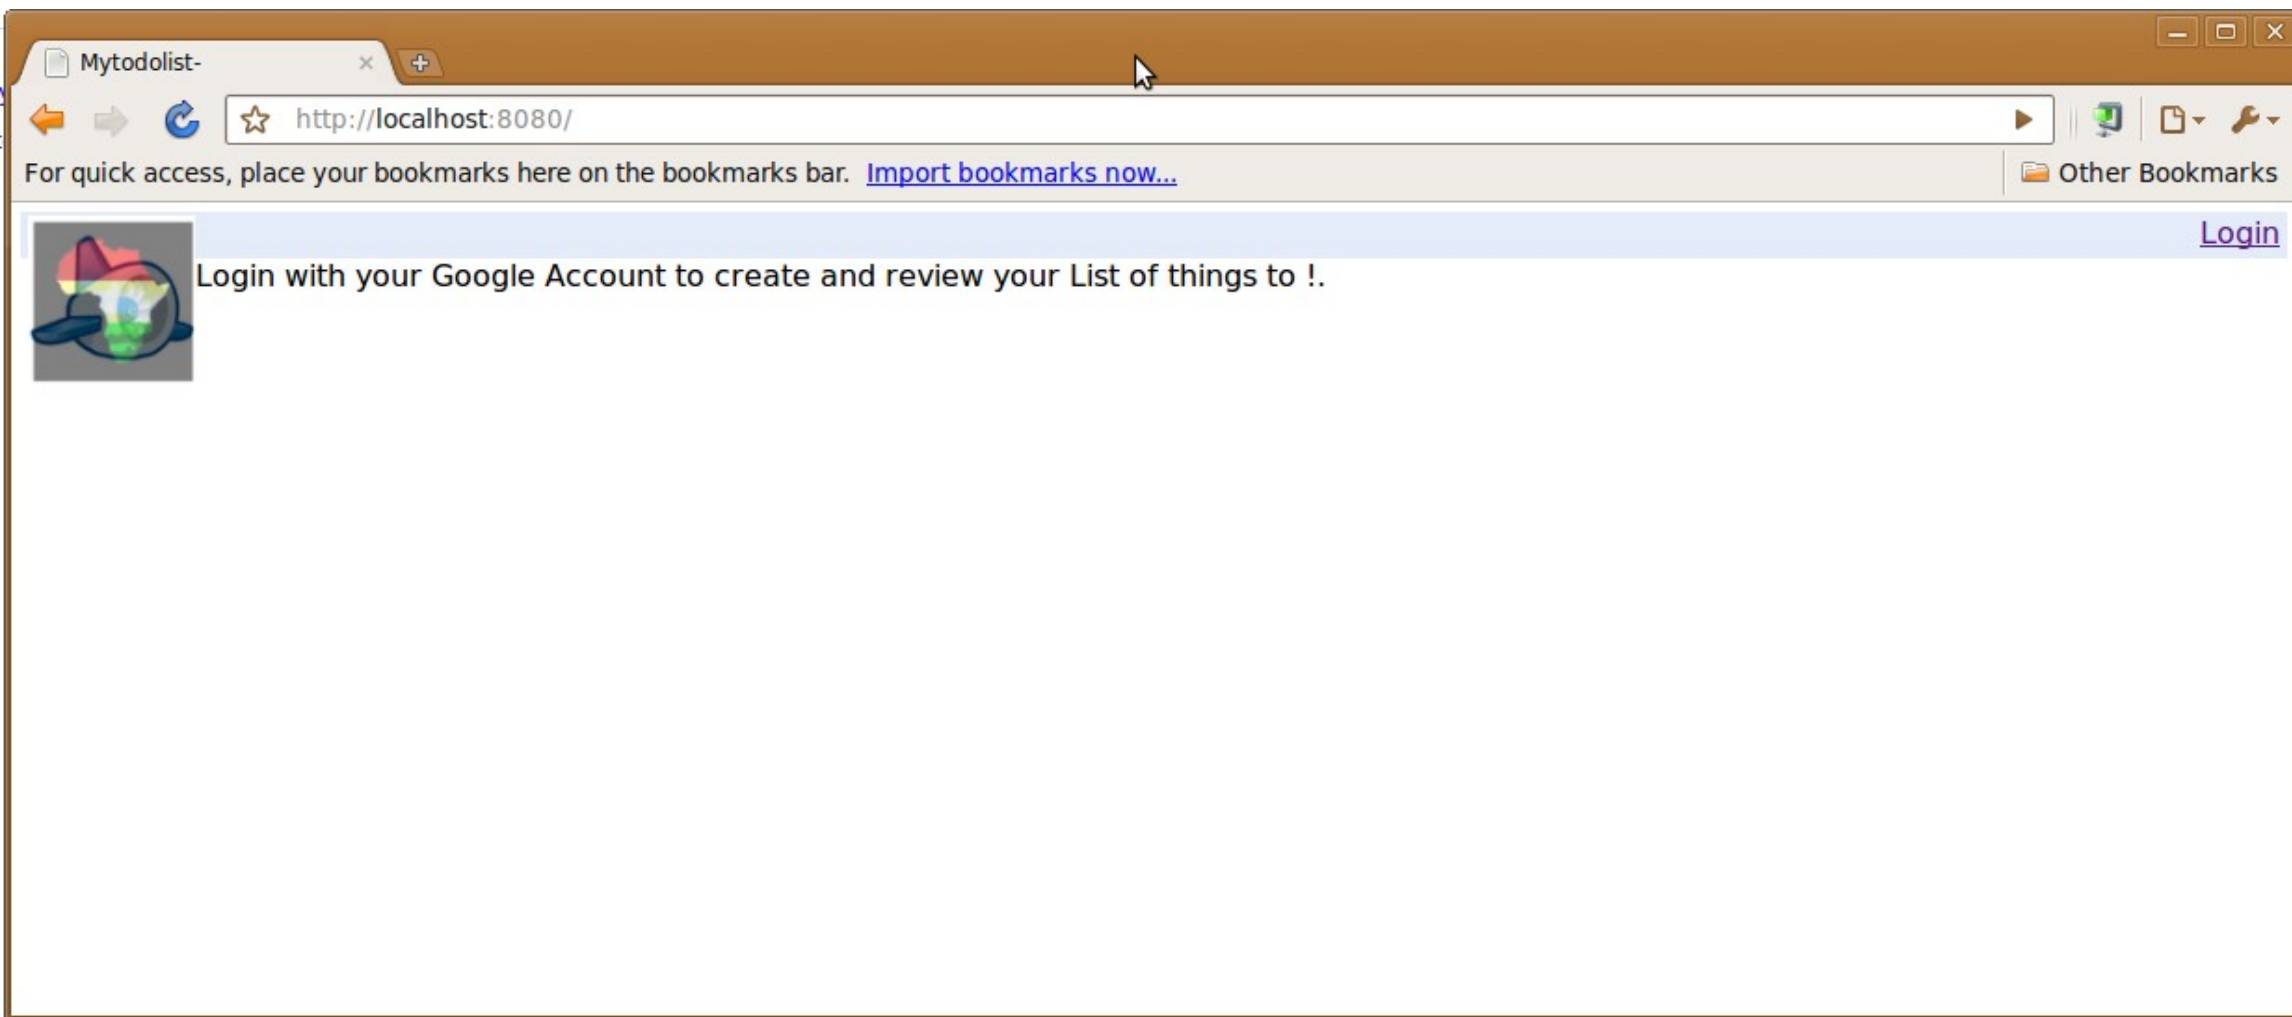 Mytodolist-
http://localhost:8080/
For quick access, place your bookmarks here on the bookmarks bar. Import bookmarks now... Other Bookmarks
Login
Login with your Google Account to create and review your List of things to !.